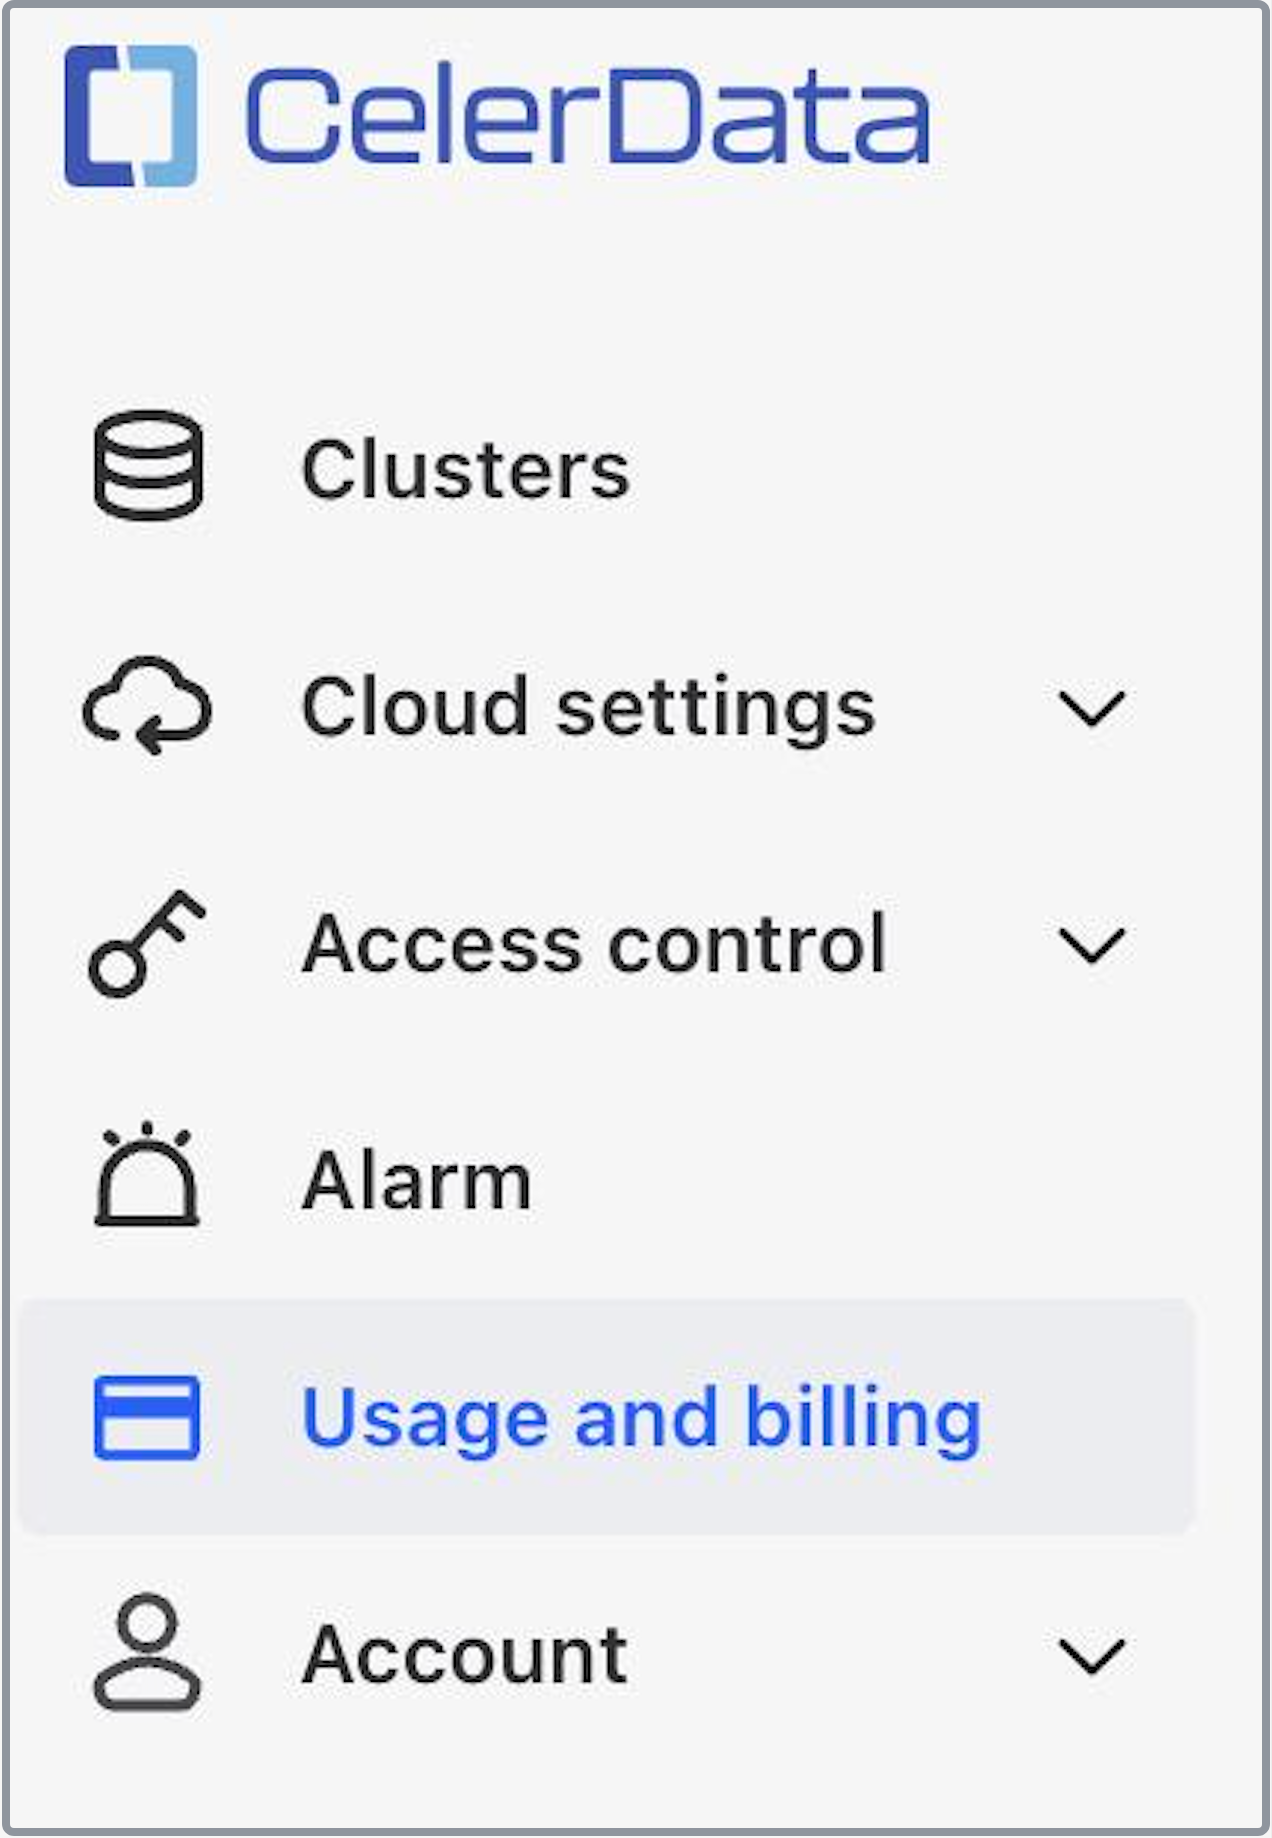 CelerData
Clusters
Cloud settings
Access control
Alarm
Usage and billing
Account